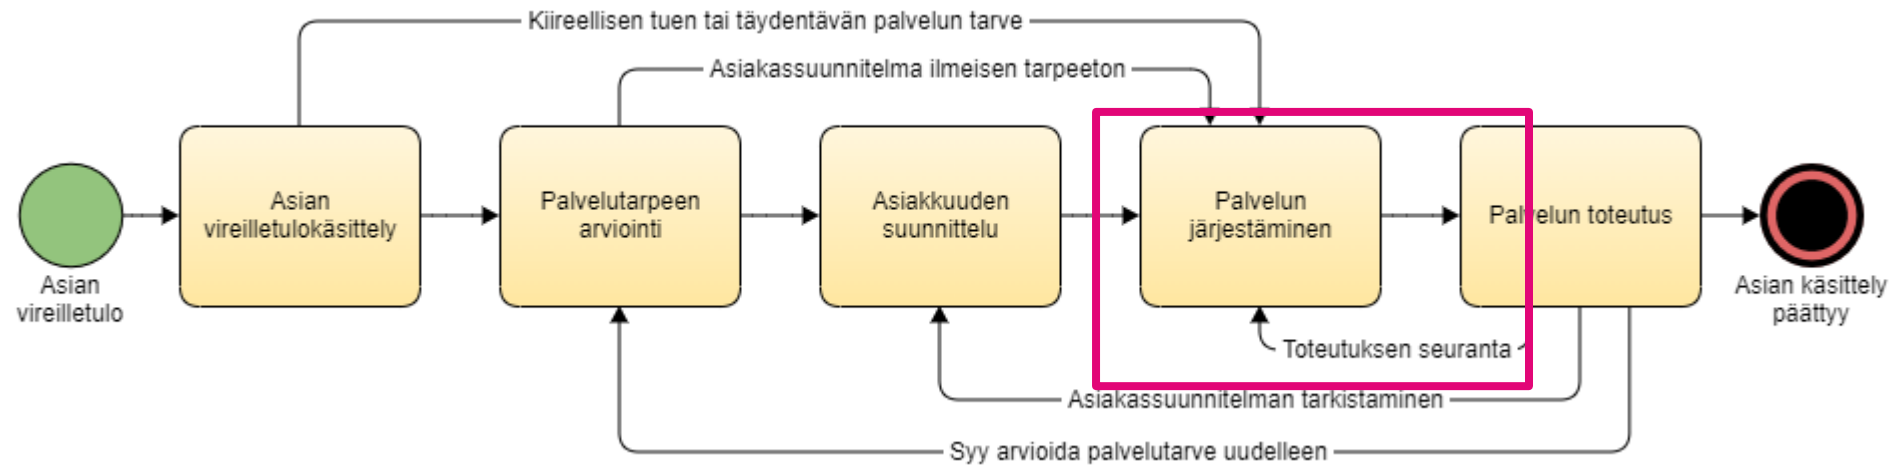 Kiireellisen tuen tai täydentävän palvelun tarve
Asiakassuunnitelma ilmeisen tarpeeton
Asian
vireilletulo
Asian
vireilletulokäsittely
Palvelutarpeen
arviointi
Asiakkuuden
suunnittelu
Palvelun
järjestäminen
Palvelun toteutus
Asian käsittely
päättyy
Toteutuksen seuranta
Asiakassuunnitelman tarkistaminen
Syy arvioida palvelutarve uudelleen